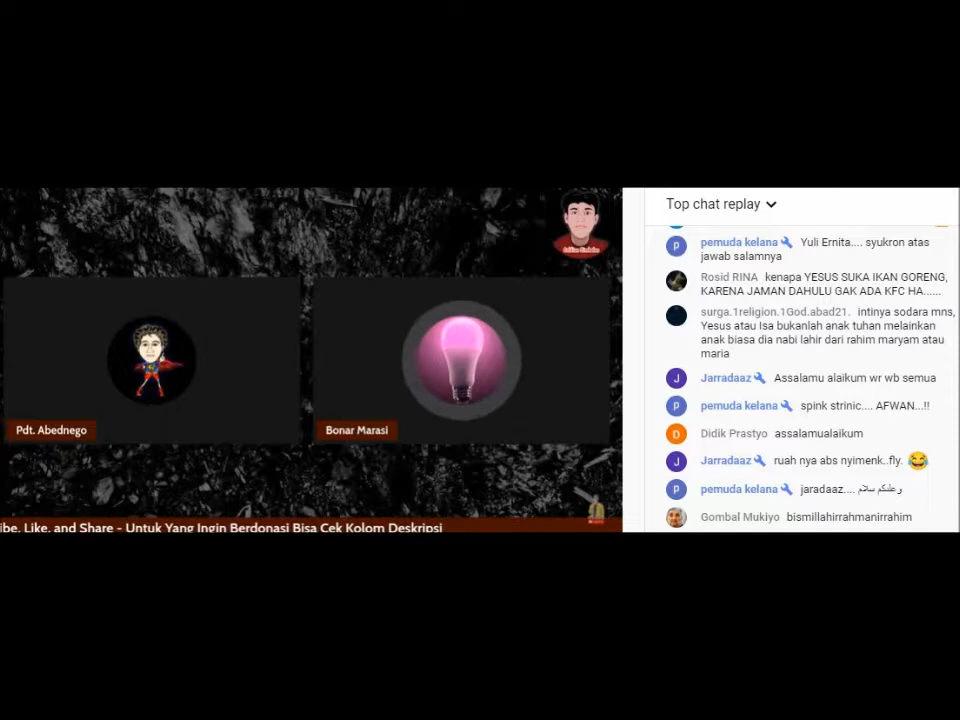 Top chat replay
pemuda kelana Yuli Ernita.... syukron atas
jawab salamnya
Rosid RINA kenapa YESUS SUKA IKAN GORENG,
KARENA JAMAN DAHULU GAK ADA KFC HA......
surga.1religion.1God.abad21. intinya sodara mns,
Yesus atau Isa bukanlah anak tuhan melainkan
anak biasa dia nabi lahir dari rahim maryam atau
maria
J Jarradaaz Assalamu alaikum wr wb semua
p pemuda kelana spink strinic.... AFWAN...!!
D Didik Prastyo assalamualaikum
J Jarradaaz ruah nya abs nyimenk..fly. 😂
p pemuda kelana jaradaaz.... وعليكم سلام
Gombal Mukiyo bismillahirrahmanirrahim
Pdt. Abednego
Bonar Marasi
ibe, Like, and Share - Untuk Yang Ingin Berdonasi Bisa Cek Kolom Deskripsi